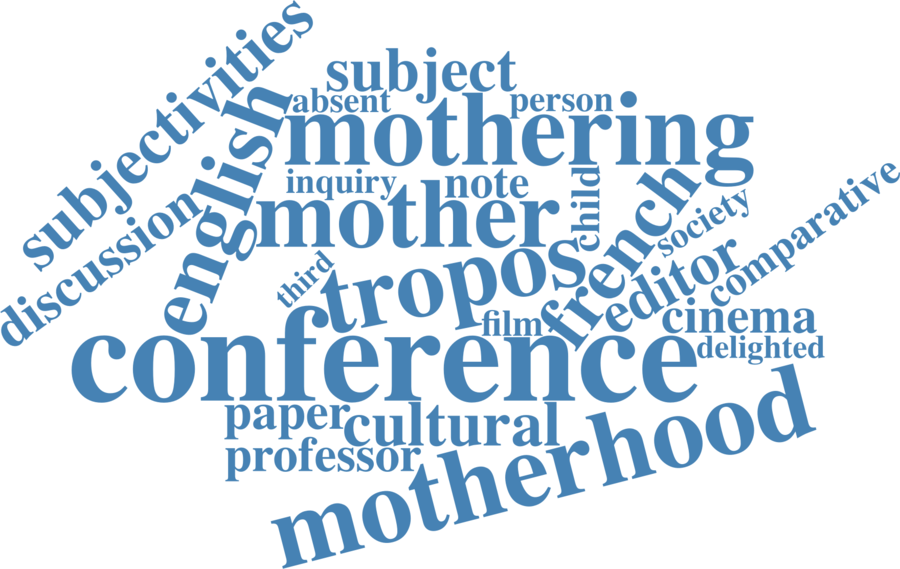 subjectivities
subject
absent
person
english
mothering
inquiry
note
child
discussion
mother
french
society
comparative
third
tropos
editor
film
cinema
conference
delighted
paper
cultural
professor
motherhood